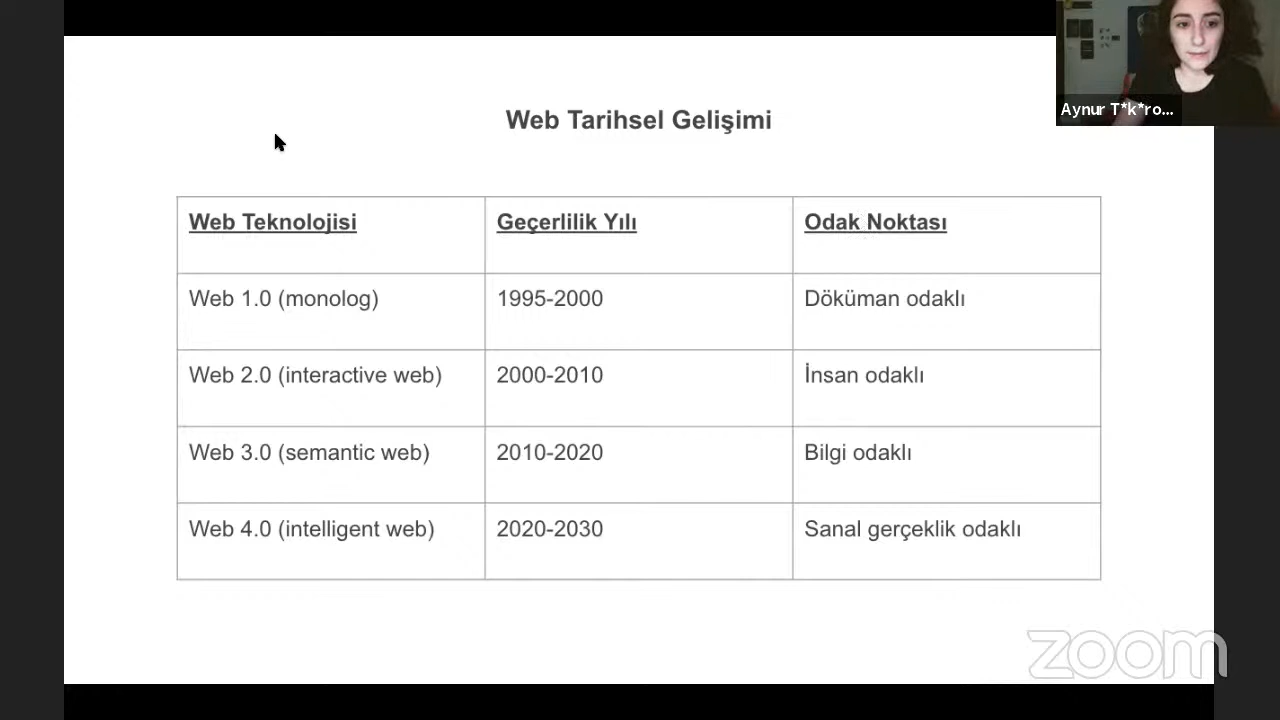 Aynur T*k*ro...
Web Tarihsel Gelişimi
Web Teknolojisi Geçerlilik Yılı Odak Noktası
Web 1.0 (monolog) 1995-2000 Döküman odaklı
Web 2.0 (interactive web) 2000-2010 İnsan odaklı
Web 3.0 (semantic web) 2010-2020 Bilgi odaklı
Web 4.0 (intelligent web) 2020-2030 Sanal gerçeklik odaklı
zoom